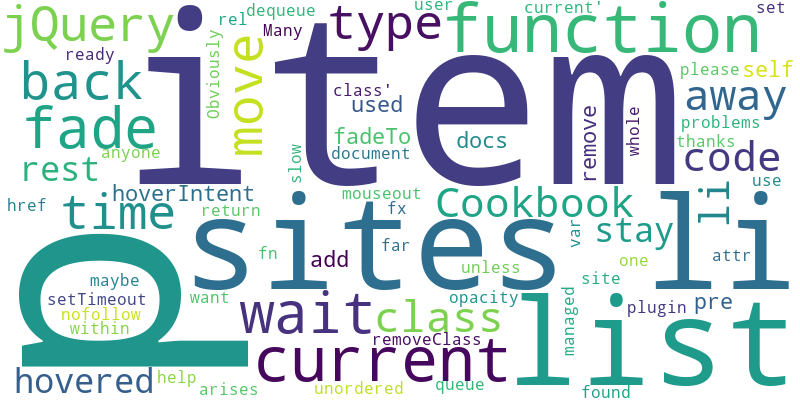 jQuery
dequeue
user
current'
set
rel
Many
type
function
ready
Obviously
move
item
please
self
back
class'
used
away
fade
fadeTo
docs
remove
whole
problems
thanks
anyone
document
code
rest
slow
hoverIntent
mouseout
use
href
time
return
fx
Cookbook
li
p
sites
li
far
var
stay
fn
add
attr
unless
one
maybe
site
setTimeout
want
wait
opacity
list
managed
plugin
pre
nofollow
within
class
removeClass
current
hovered
help
arises
unordered
queue
found